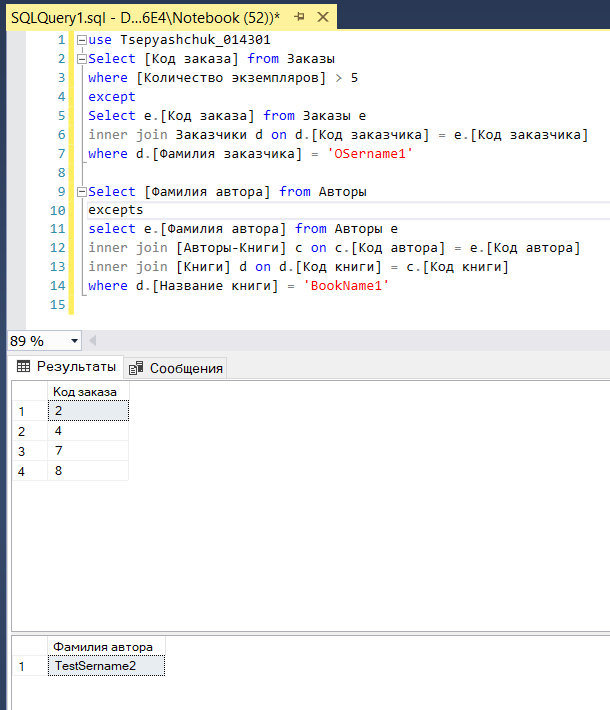 SQLQuery1.sql - D...6E4\Notebook (52))*
1 use Tsepyashchuk_014301
2 Select [Код заказа] from Заказы
3 where [Количество экземпляров] > 5
4 except
5 Select e.[Код заказа] from Заказы e
6 inner join Заказчики d on d.[Код заказчика] = e.[Код заказчика]
7 where d.[Фамилия заказчика] = 'OSername1'
8
9 Select [Фамилия автора] from Авторы
10 excepts
11 select e.[Фамилия автора] from Авторы e
12 inner join [Авторы-Книги] c on c.[Код автора] = e.[Код автора]
13 inner join [Книги] d on d.[Код книги] = c.[Код книги]
14 where d.[Название книги] = 'BookName1'
15
89 %
Результаты Сообщения
Код заказа
1 2
2 4
3 7
4 8
Фамилия автора
1 TestSername2